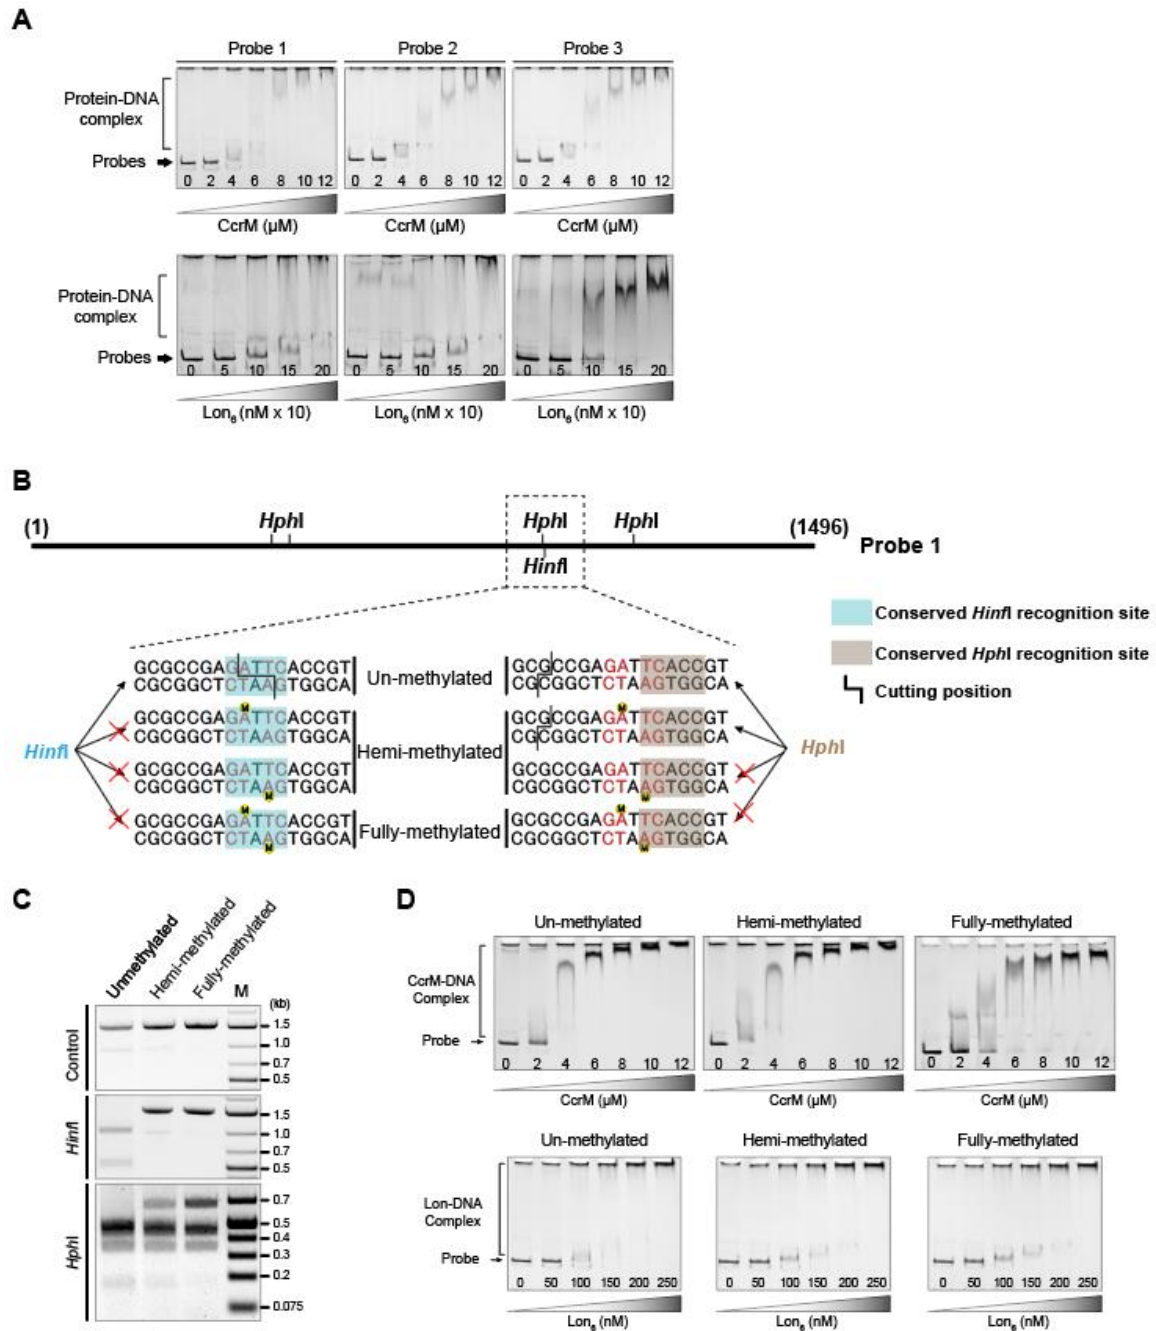 A
Probe 1 Probe 2 Probe 3
Protein-DNA
complex
Probes
0 2 4 6 8 10 12 0 2 4 6 8 10 12 0 2 4 6 8 10 12
CcrM (µM) CcrM (µM) CcrM (µM)
Protein-DNA
complex
Probes
0 5 10 15 20 0 5 10 15 20 0 5 10 15 20
Lon₆ (nM x 10) Lon₆ (nM x 10) Lon₆ (nM x 10)
B
(1) HphI HphI HphI (1496)
HinfI
Probe 1
Conserved HinfI recognition site
Conserved HphI recognition site
Cutting position
GCGCCGAGATTCACCGT Un-methylated GCGCCGAGATTCACCGT
CGCGGCTCTAAGTGGCA CGCGGCTCTAAGTGGCA
M M
GCGCCGAGATTCACCGT GCGCCGAGATTCACCGT
CGCGGCTCTAAGTGGCA CGCGGCTCTAAGTGGCA
HinfI Hemi-methylated HphI
GCGCCGAGATTCACCGT GCGCCGAGATTCACCGT
CGCGGCTCTAAGTGGCA CGCGGCTCTAAGTGGCA
M M
M M
GCGCCGAGATTCACCGT Fully-methylated GCGCCGAGATTCACCGT
CGCGGCTCTAAGTGGCA CGCGGCTCTAAGTGGCA
M M
C
Unmethylated
Hemi-methylated
Fully-methylated
M
(kb)
Control
1.5
1.0
0.7
0.5
HinfI
1.5
1.0
0.7
0.5
HphI
0.7
0.5
0.4
0.3
0.2
0.075
D
Un-methylated Hemi-methylated Fully-methylated
CcrM-DNA
Complex
Probe
0 2 4 6 8 10 12 0 2 4 6 8 10 12 0 2 4 6 8 10 12
CcrM (µM) CcrM (µM) CcrM (µM)
Un-methylated Hemi-methylated Fully-methylated
Lon-DNA
Complex
Probe
0 50 100 150 200 250 0 50 100 150 200 250 0 50 100 150 200 250
Lon₆ (nM) Lon₆ (nM) Lon₆ (nM)